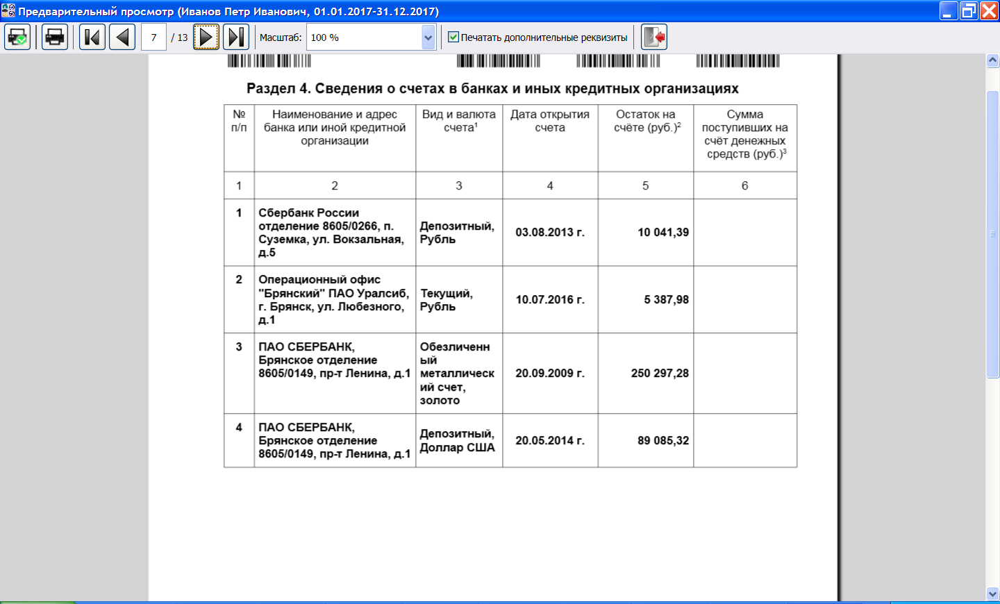 Предварительный просмотр (Иванов Петр Иванович, 01.01.2017-31.12.2017)
7 / 13 Масштаб: 100 % Печатать дополнительные реквизиты
Раздел 4. Сведения о счетах в банках и иных кредитных организациях
№
п/п
Наименование и адрес
банка или иной кредитной
организации
Вид и валюта
счета¹
Дата открытия
счета
Остаток на
счёте (руб.)²
Сумма
поступивших на
счёт денежных
средств (руб.)³
1 2 3 4 5 6
1
Сбербанк России
отделение 8605/0266, п.
Суземка, ул. Вокзальная,
д.5
Депозитный,
Рубль
03.08.2013 г.
10 041,39
2
Операционный офис
"Брянский" ПАО Уралсиб,
г. Брянск, ул. Любезного,
д.1
Текущий,
Рубль
10.07.2016 г.
5 387,98
3
ПАО СБЕРБАНК,
Брянское отделение
8605/0149, пр-т Ленина, д.1
Обезличенн
ый
металлическ
ий счет,
золото
20.09.2009 г.
250 297,28
4
ПАО СБЕРБАНК,
Брянское отделение
8605/0149, пр-т Ленина, д.1
Депозитный,
Доллар США
20.05.2014 г.
89 085,32